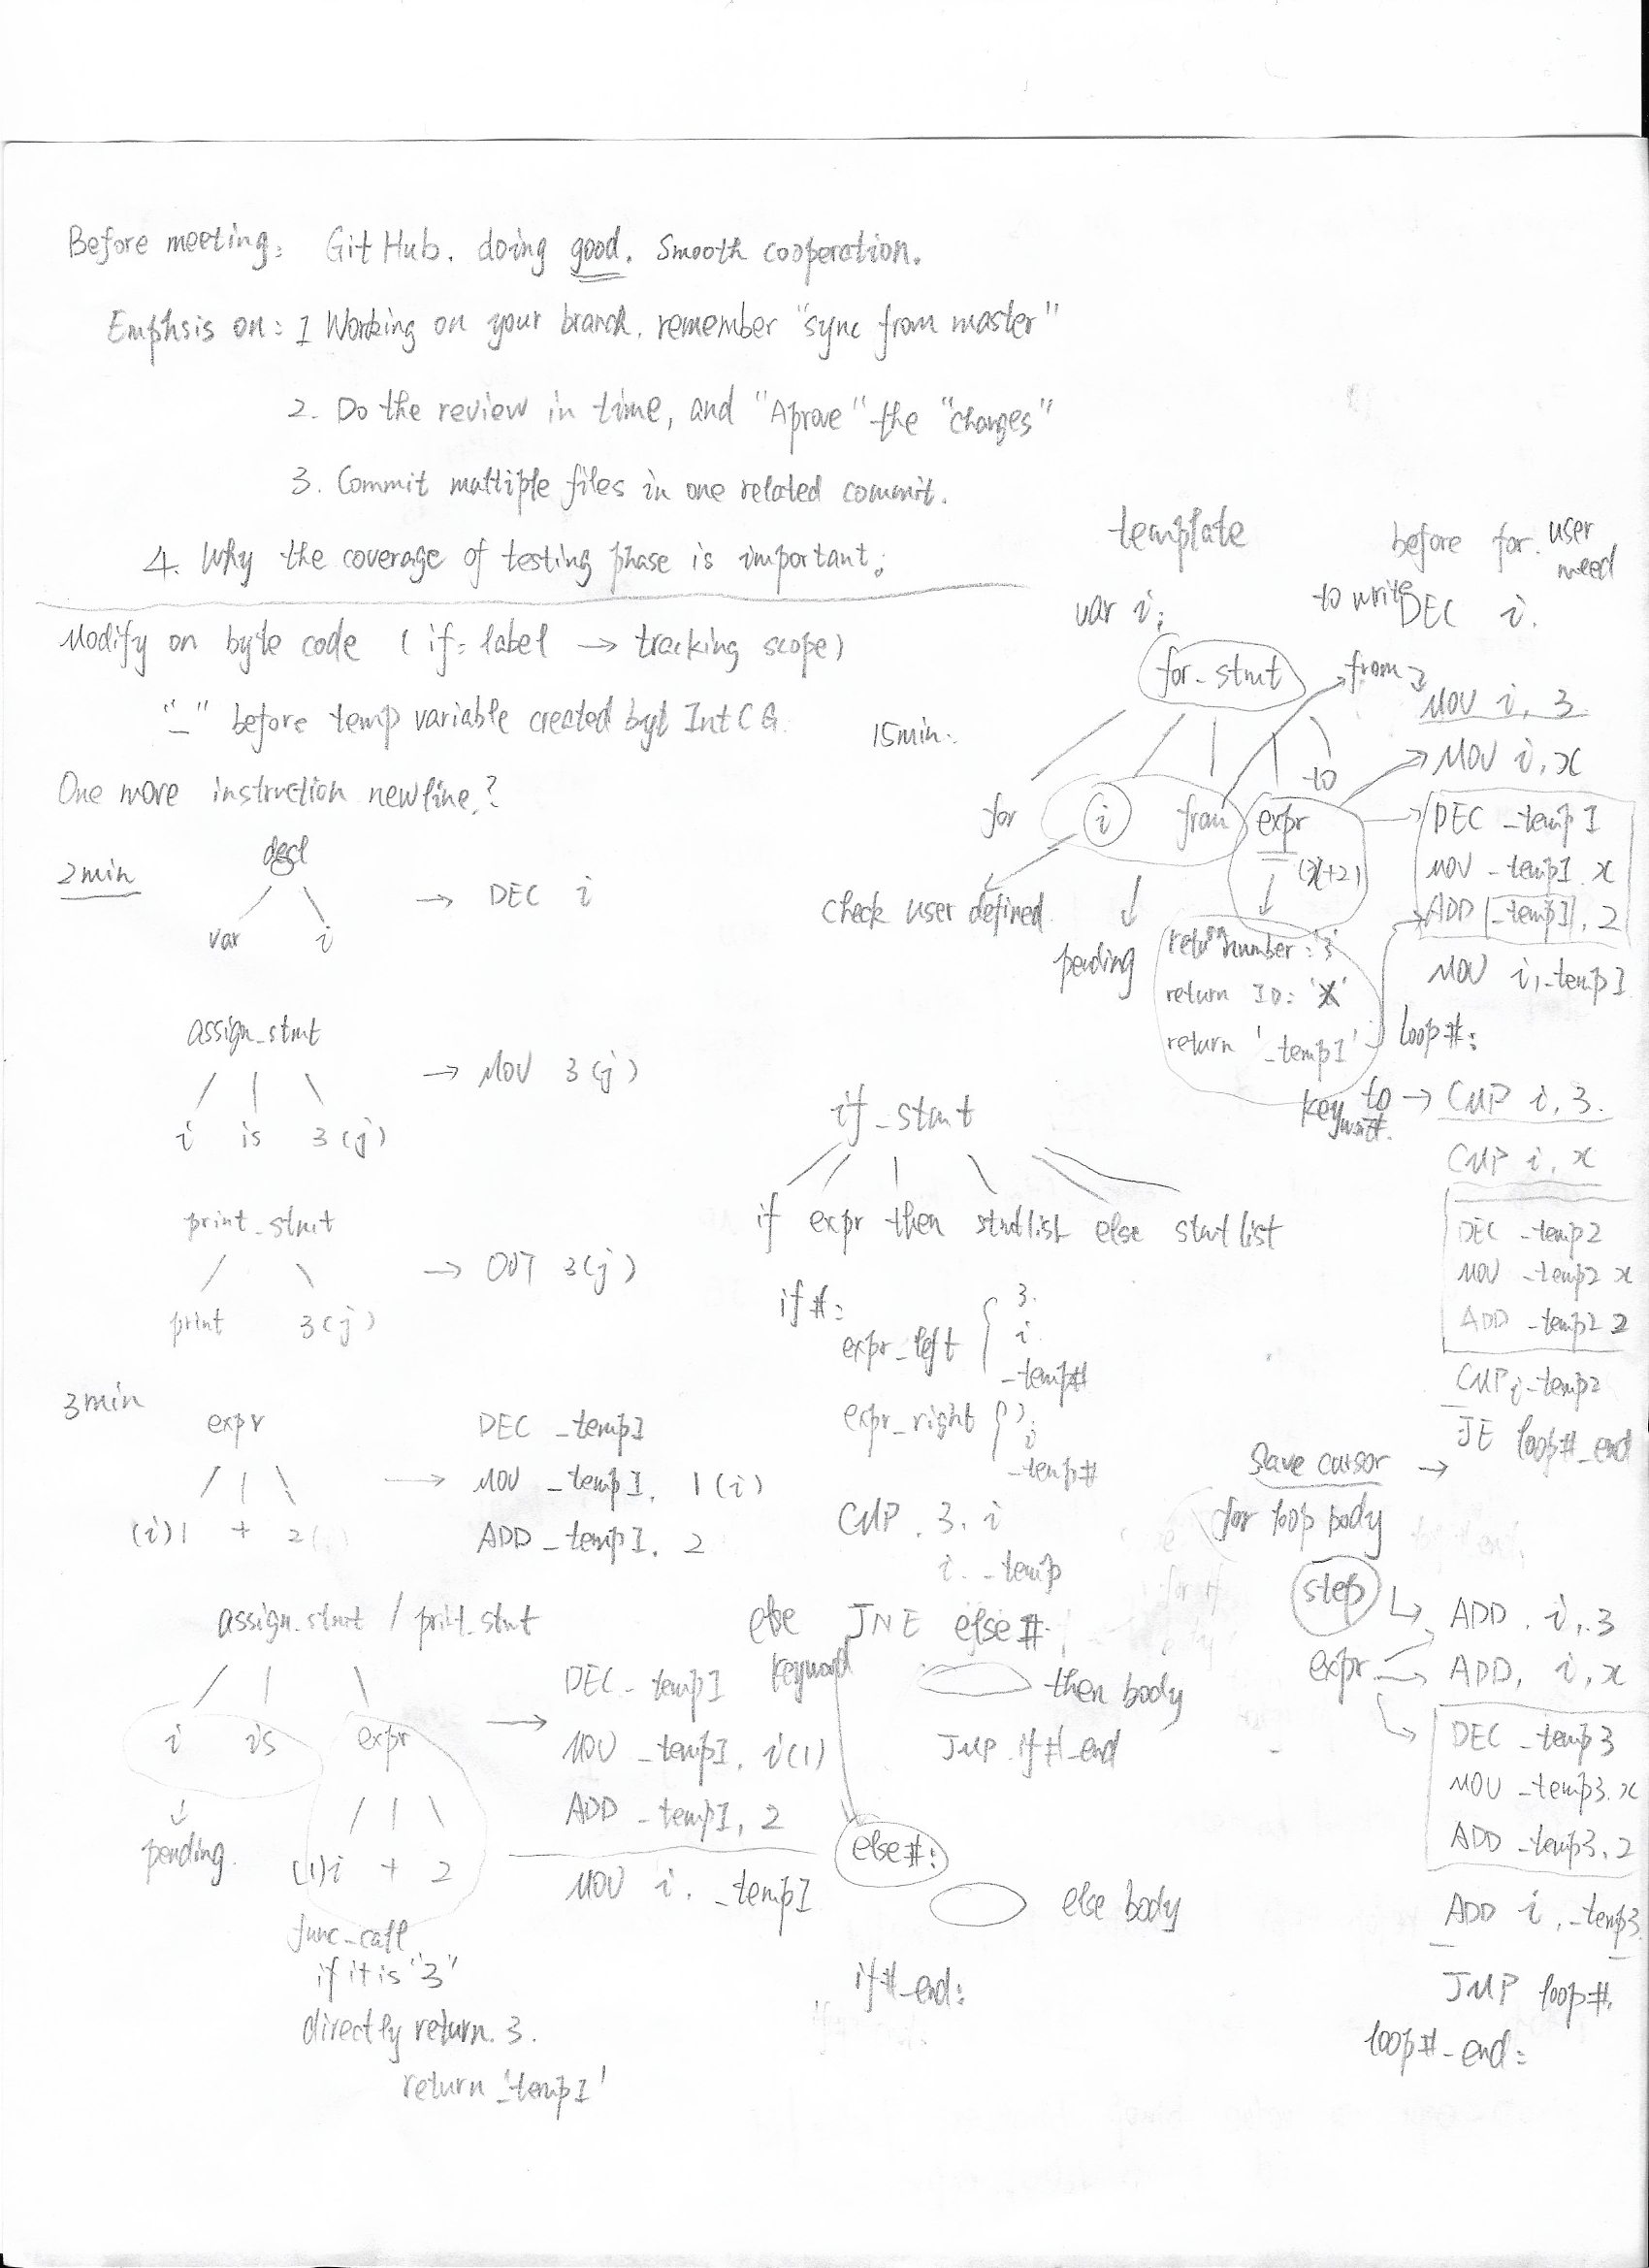 Before meeting: GitHub. doing good. Smooth cooperation.
Emphsis on: 1 Working on your branch, remember "sync from master"
2. Do the review in time, and "Aprove" the "changes"
3. Commit multiple files in one related commit.
4. Why the coverage of testing phase is important.
Modify on byte code (if: label → tracking scope)
"_" before temp variable created by IntCG
One more instruction newline?
2min
decl
var i
→ DEC i
assign_stmt
i is 3(j)
→ MOV 3(j)
print_stmt
print 3(j)
→ OUT 3(j)
3min
expr
(i)1 + 2
→
DEC _temp1
MOV _temp1, 1(i)
ADD _temp1, 2
assign_stmt / print_stmt
i is expr
pending
(1)i + 2
func_call
if it is "3"
directly return 3.
return '_temp1'
→
DEC _temp1
MOV _temp1, i(1)
ADD _temp1, 2
MOV i, _temp1
template
var i;
15min:
for_stmt
for i from expr to
(x+2)
check user defined
pending
return number: '3'
return ID: 'x'
return '_temp1'
if_stmt
if expr then stmtlist else stmtlist
if#:
expr_left { 3
i
_temp#
expr_right {
i
_temp#
CMP 3, i
i. _temp
else JNE else#
keyword
then body
JMP if#_end
else#:
else body
if#_end:
before for. user need
to write DEC i.
from
MOV i, 3
MOV i, x
DEC _temp1
MOV _temp1 x
ADD _temp1, 2
MOV i, _temp1
loop#:
keyword to → CMP i, 3.
CMP i, x
DEC _temp2
MOV _temp2 x
ADD _temp2 2
CMP i _temp2
JE loop#_end
Save cursor →
for loop body
step
ADD i, 3
expr
ADD, i, x
DEC _temp3
MOV _temp3. x
ADD _temp3, 2
ADD i, _temp3
JMP loop#
loop#_end: